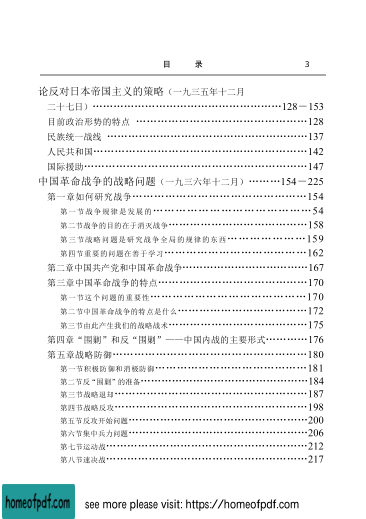 目 录 3
论反对日本帝国主义的策略（一九三五年十二月
二十七日）…………………………………………………128－153
目前政治形势的特点 ……………………………………………128
民族统一战线 ……………………………………………………137
人民共和国…………………………………………………………142
国际援助……………………………………………………………147
中国革命战争的战略问题（一九三六年十二月）………154－225
第一章如何研究战争………………………………………………154
第一节战争规律是发展的…………………………………………54
第二节战争的目的在于消灭战争…………………………………158
第三节战略问题是研究战争全局的规律的东西…………………159
第四节重要的问题在善于学习……………………………………162
第二章中国共产党和中国革命战争………………………………167
第三章中国革命战争的特点………………………………………170
第一节这个问题的重要性…………………………………………170
第二节中国革命战争的特点是什么………………………………172
第三节由此产生我们的战略战术…………………………………175
第四章“围剿”和反“围剿”——中国内战的主要形式…………176
第五章战略防御……………………………………………………180
第一节积极防御和消极防御………………………………………181
第二节反“围剿”的准备…………………………………………184
第三节战略退却……………………………………………………187
第四节战略反攻……………………………………………………198
第五节反攻开始问题………………………………………………200
第六节集中兵力问题………………………………………………206
第七节运动战………………………………………………………212
第八节速决战………………………………………………………217
homeofpdf.com see more please visit: https://homeofpdf.com